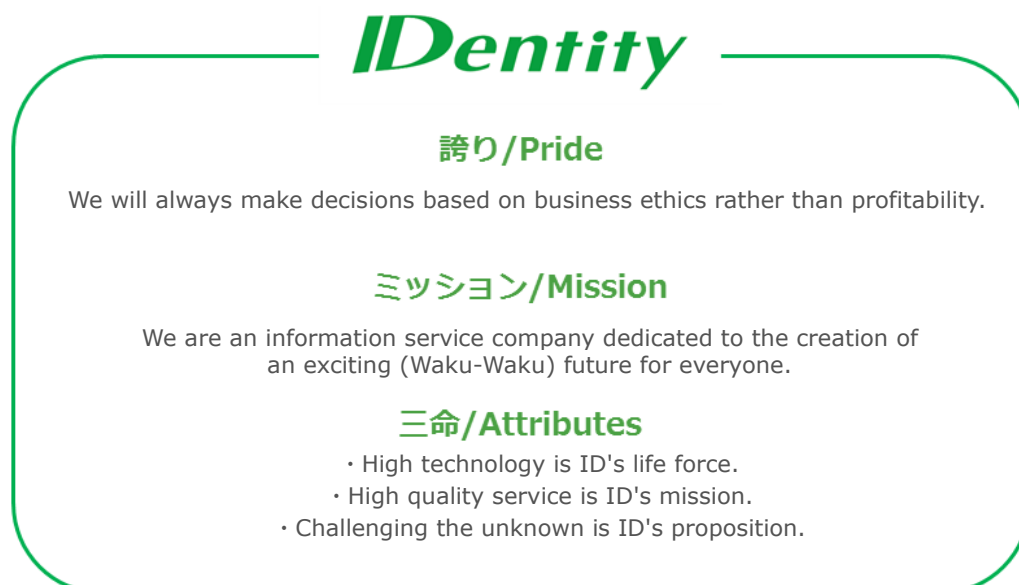 IDentity
誇り/Pride
We will always make decisions based on business ethics rather than profitability.
ミッション/Mission
We are an information service company dedicated to the creation of
an exciting (Waku-Waku) future for everyone.
三命/Attributes
・High technology is ID's life force.
・High quality service is ID's mission.
・Challenging the unknown is ID's proposition.